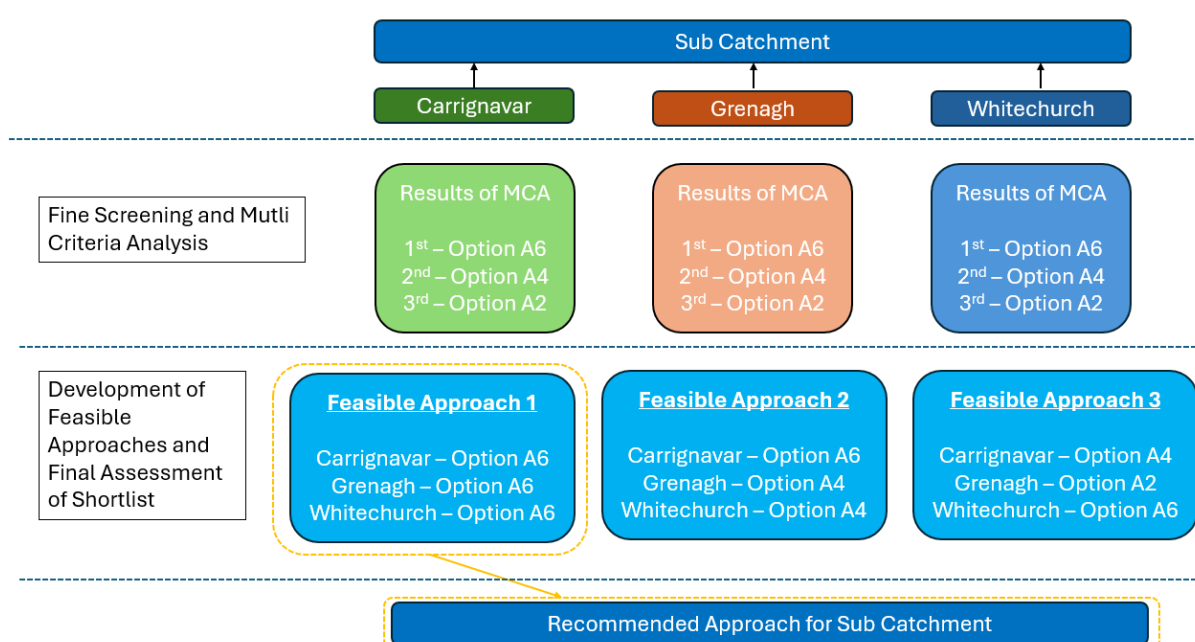 Sub Catchment
Carrignavar
Grenagh
Whitechurch
Fine Screening and Mutli
Criteria Analysis
Results of MCA
1st – Option A6
2nd – Option A4
3rd – Option A2
Results of MCA
1st – Option A6
2nd – Option A4
3rd – Option A2
Results of MCA
1st – Option A6
2nd – Option A4
3rd – Option A2
Development of
Feasible
Approaches and
Final Assessment
of Shortlist
Feasible Approach 1
Carrignavar – Option A6
Grenagh – Option A6
Whitechurch – Option A6
Feasible Approach 2
Carrignavar – Option A6
Grenagh – Option A4
Whitechurch – Option A4
Feasible Approach 3
Carrignavar – Option A4
Grenagh – Option A2
Whitechurch – Option A6
Recommended Approach for Sub Catchment